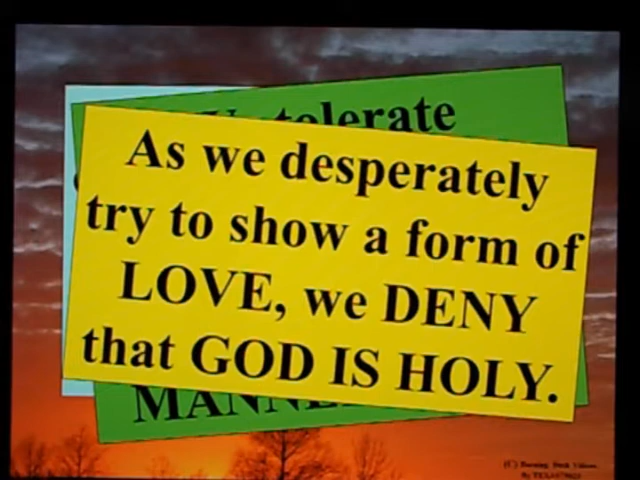 tolerate
As we desperately
try to show a form of
LOVE, we DENY
that GOD IS HOLY.